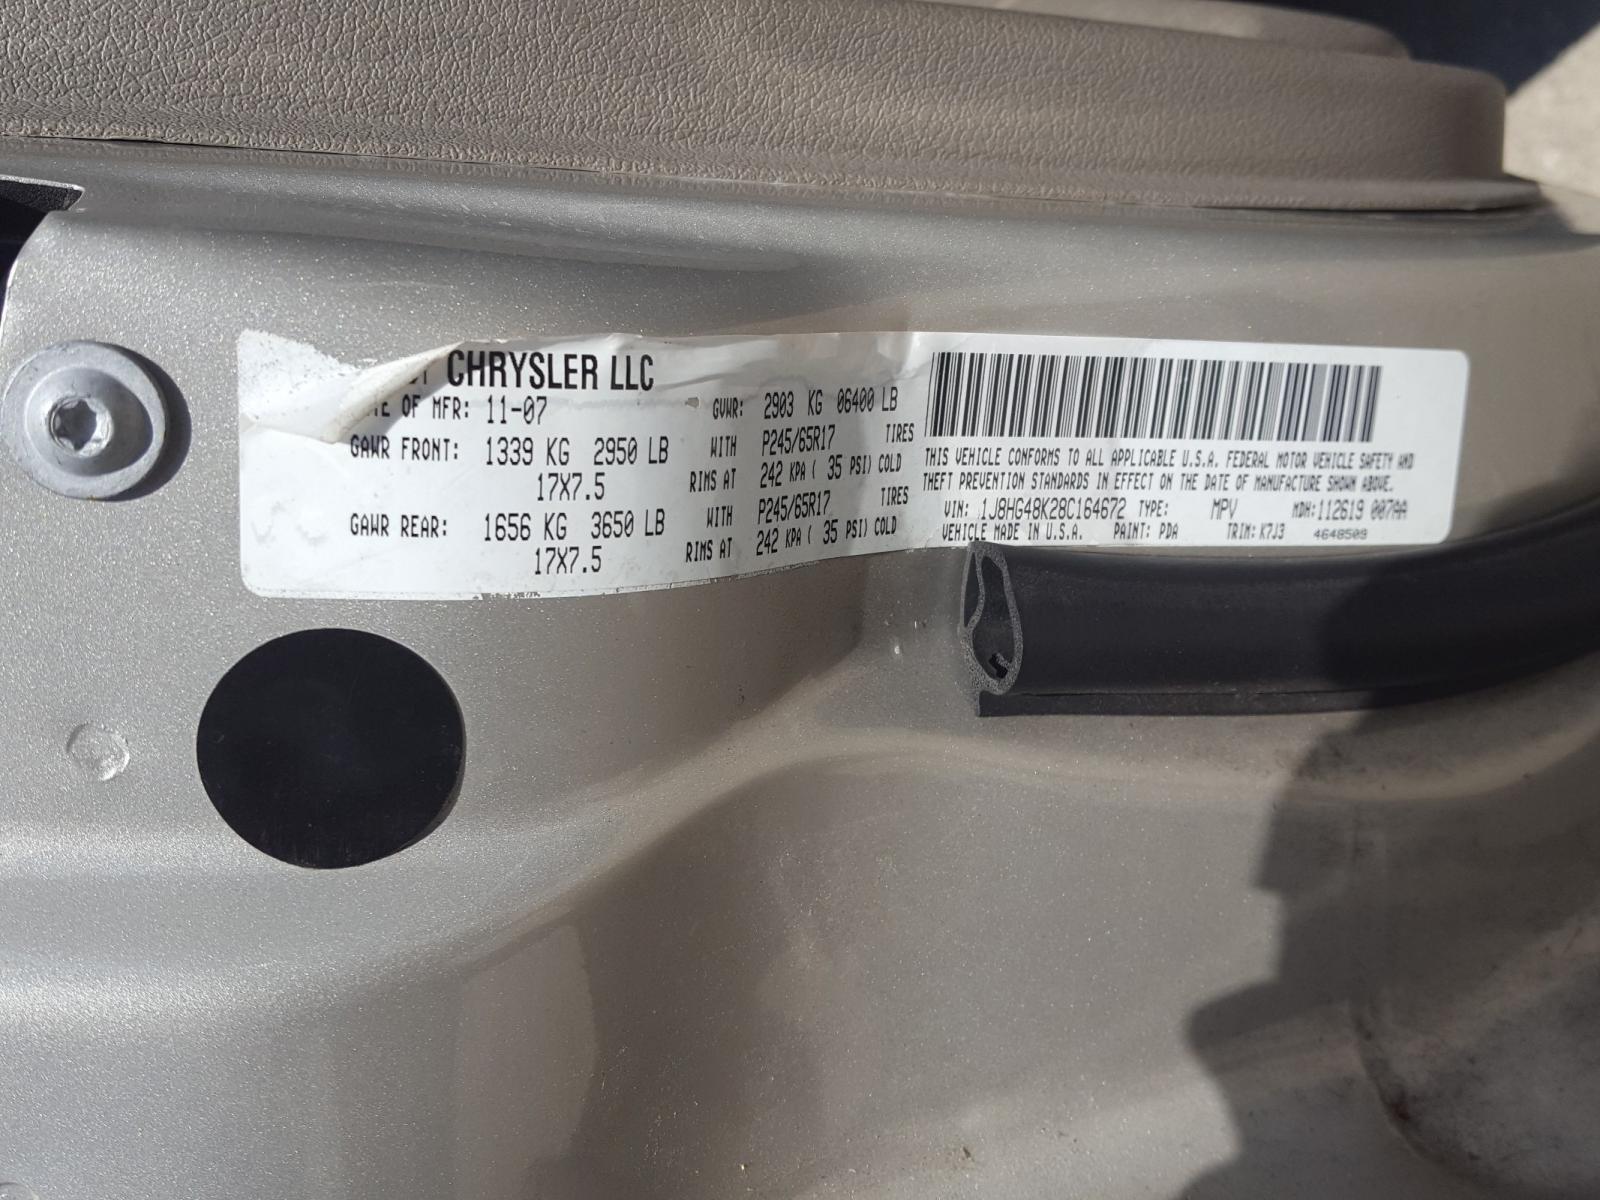 CHRYSLER LLC
OF MFR: 11-07 GVWR: 2903 KG 06400 LB
GAWR FRONT: 1339 KG 2950 LB WITH P245/65R17 TIRES
17X7.5 RIMS AT 242 KPA ( 35 PSI) COLD
GAWR REAR: 1656 KG 3650 LB WITH P245/65R17 TIRES
17X7.5 RIMS AT 242 KPA ( 35 PSI) COLD
THIS VEHICLE CONFORMS TO ALL APPLICABLE U.S.A. FEDERAL MOTOR VEHICLE SAFETY AND
THEFT PREVENTION STANDARDS IN EFFECT ON THE DATE OF MANUFACTURE SHOWN ABOVE.
VIN: 1J8HG48K28C164672 TYPE: MPV MDH:112619 007AA
VEHICLE MADE IN U.S.A. PAINT: PDA TRIM: K7J3 4648509